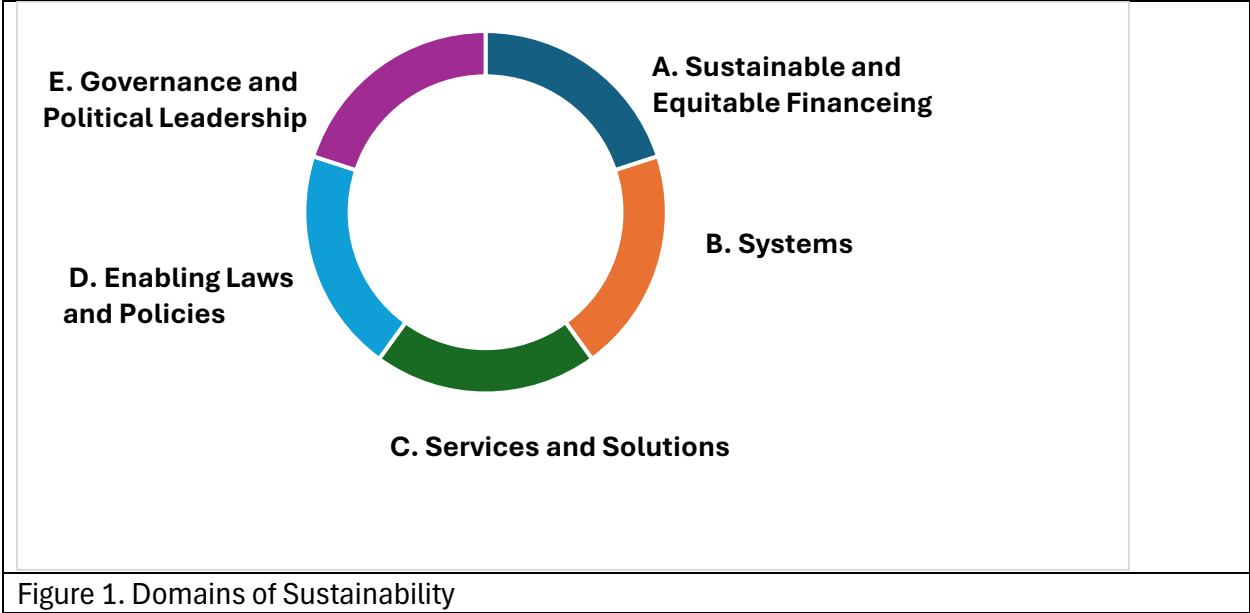 A. Sustainable and
Equitable Financeing
B. Systems
C. Services and Solutions
D. Enabling Laws
and Policies
E. Governance and
Political Leadership
Figure 1. Domains of Sustainability